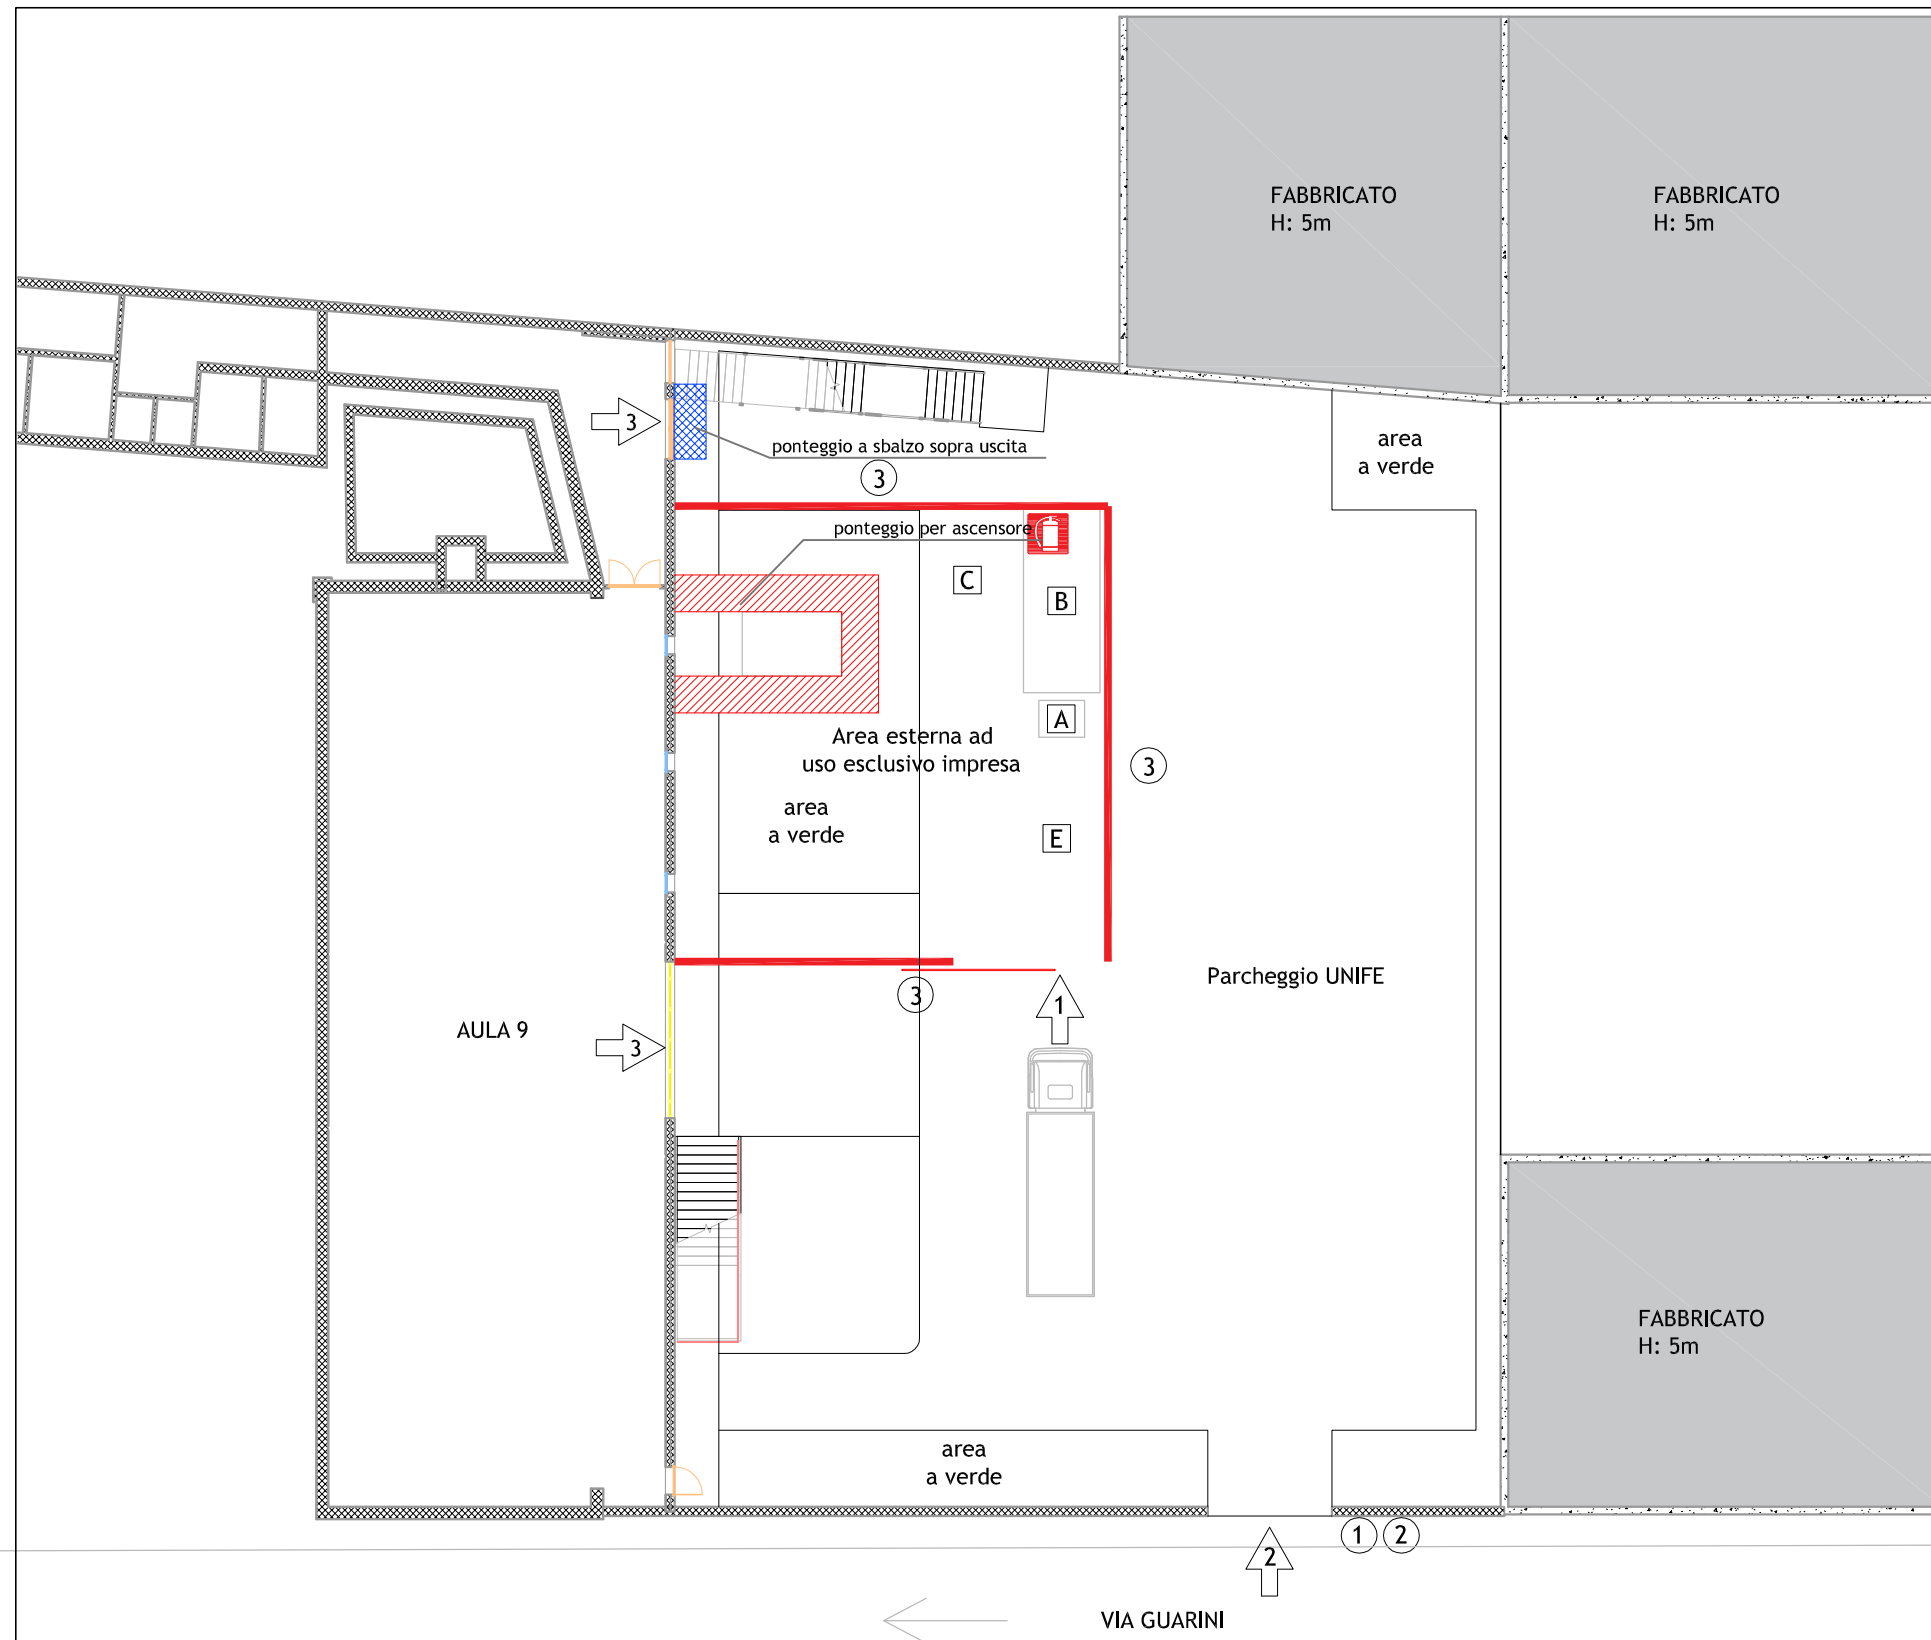 FABBRICATO
H: 5m
FABBRICATO
H: 5m
3
ponteggio a sbalzo sopra uscita
3
area
a verde
ponteggio per ascensore
C
B
A
Area esterna ad
uso esclusivo impresa
3
area
a verde
E
Parcheggio UNIFE
3
1
AULA 9
3
FABBRICATO
H: 5m
area
a verde
1
2
2
VIA GUARINI